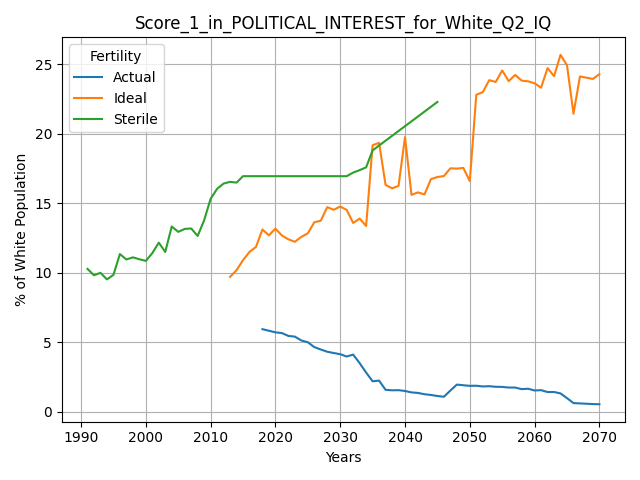 Score_1_in_POLITICAL_INTEREST_for_White_Q2_IQ
Fertility
Actual
Ideal
Sterile
% of White Population
25
20
15
10
5
0
1990 2000 2010 2020 2030 2040 2050 2060 2070
Years